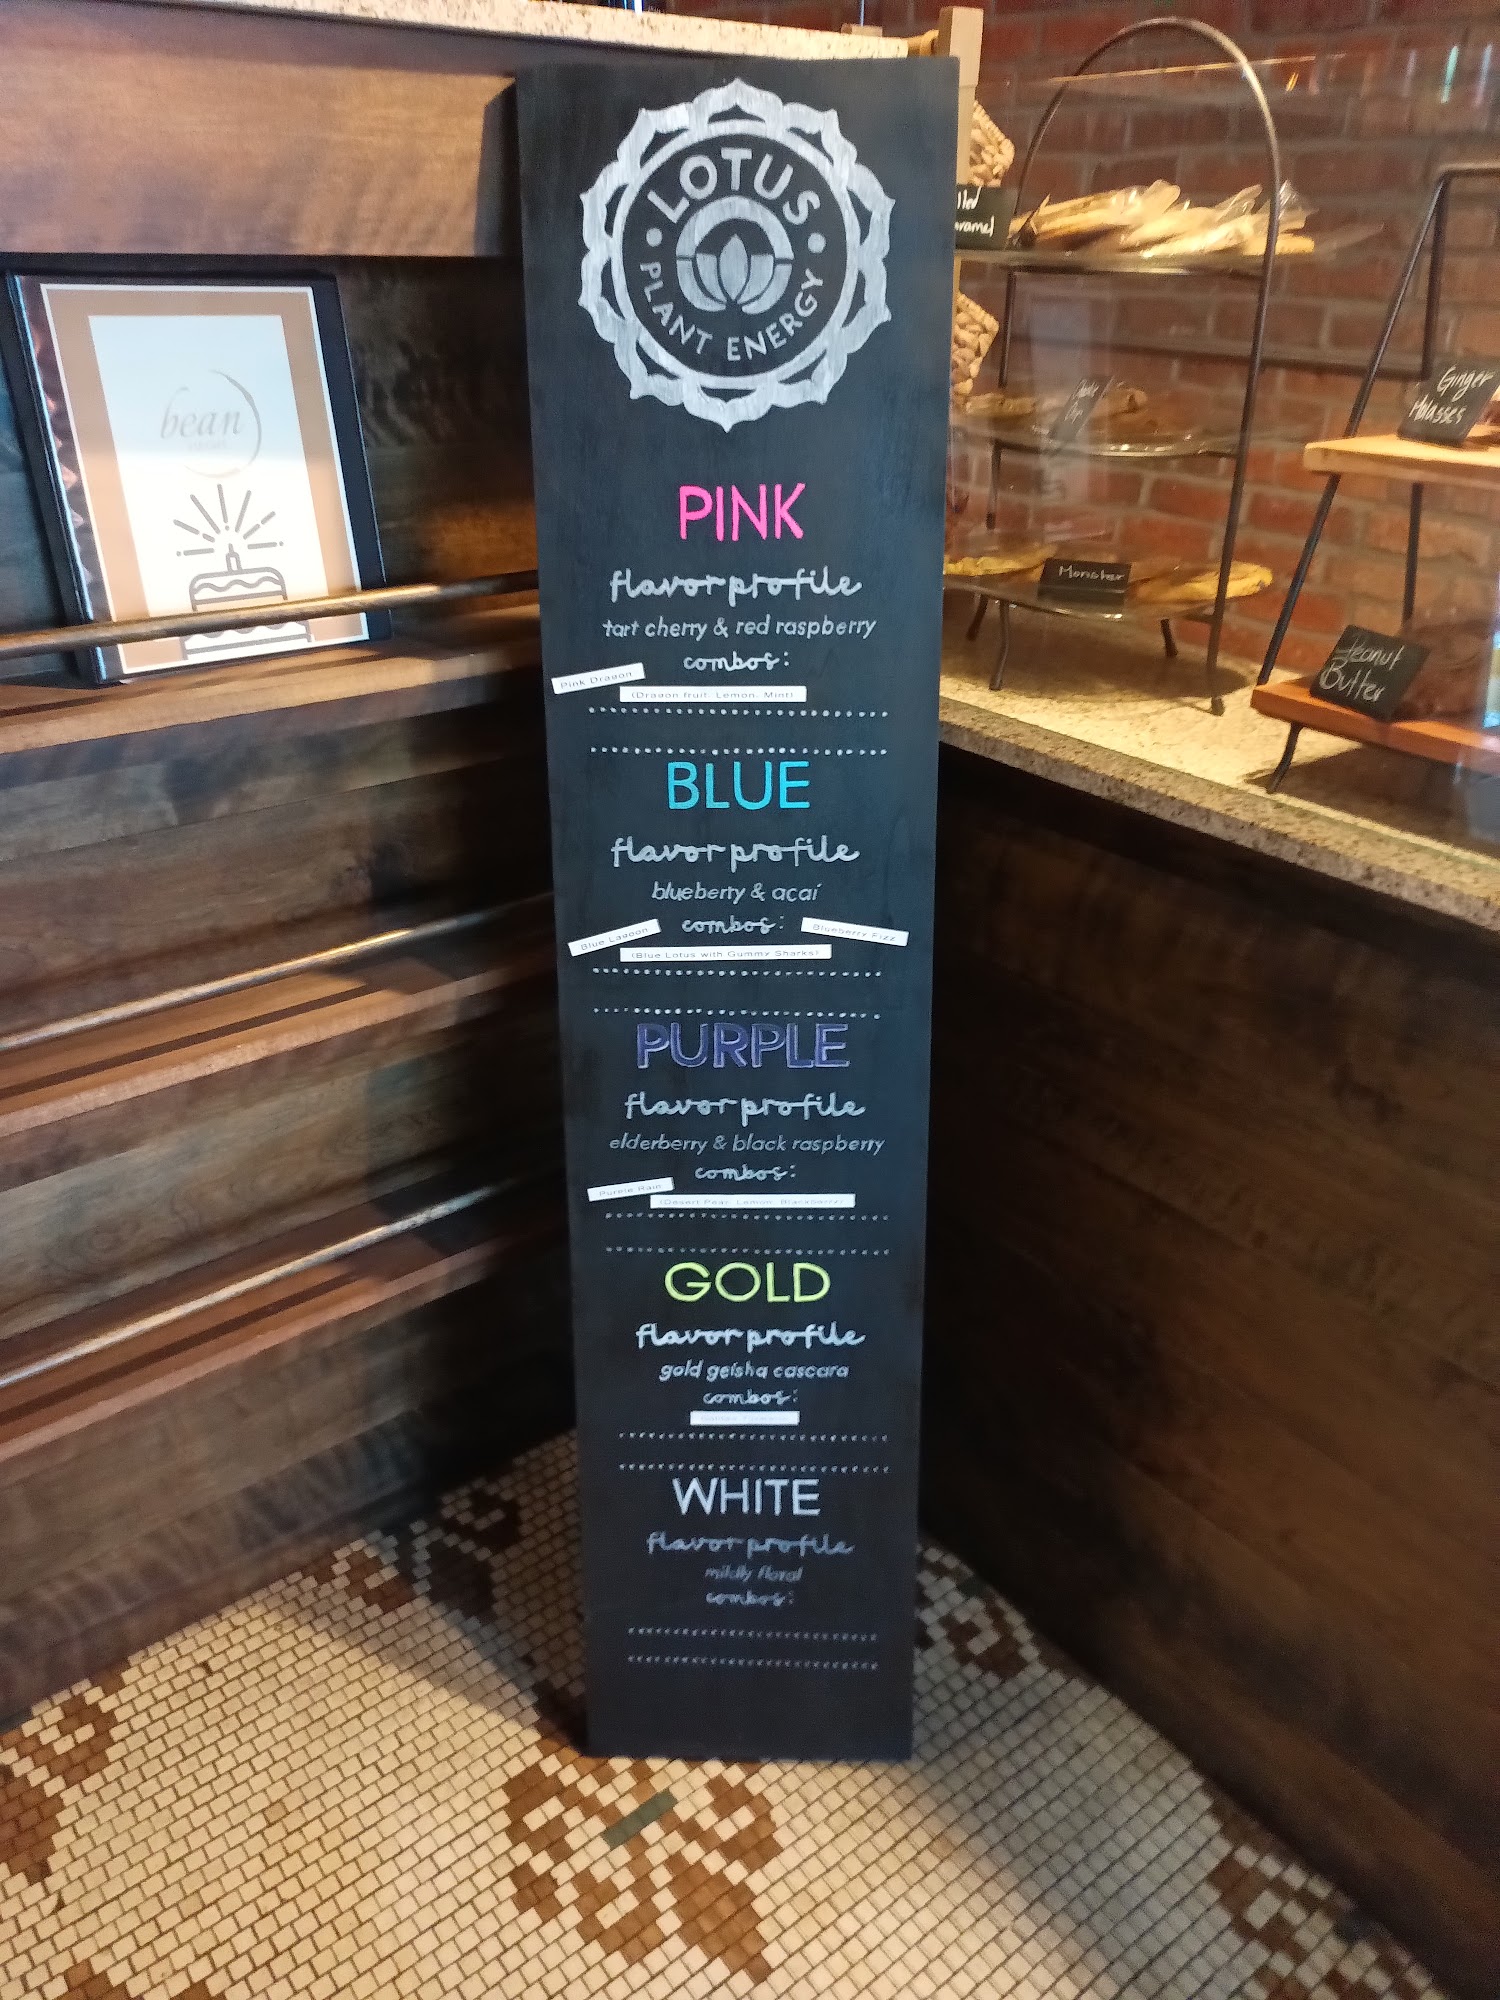 LOTUS
PLANT ENERGY
PINK
flavor profile
tart cherry & red raspberry
combos:
Pink Dragon
(Dragon fruit, Lemon, Mint)
BLUE
flavor profile
blueberry & acai
combos:
Blue Lagoon
Blueberry Fizz
(Blue Lotus with Gummy Sharks)
PURPLE
flavor profile
elderberry & black raspberry
combos:
Purple Rain
(Desert Pear, Lemon, Blackberry)
GOLD
flavor profile
gold geisha cascara
combos:
WHITE
flavor profile
mildly floral
combos:
bean
Ginger
Molasses
Monster
Peanut
Butter